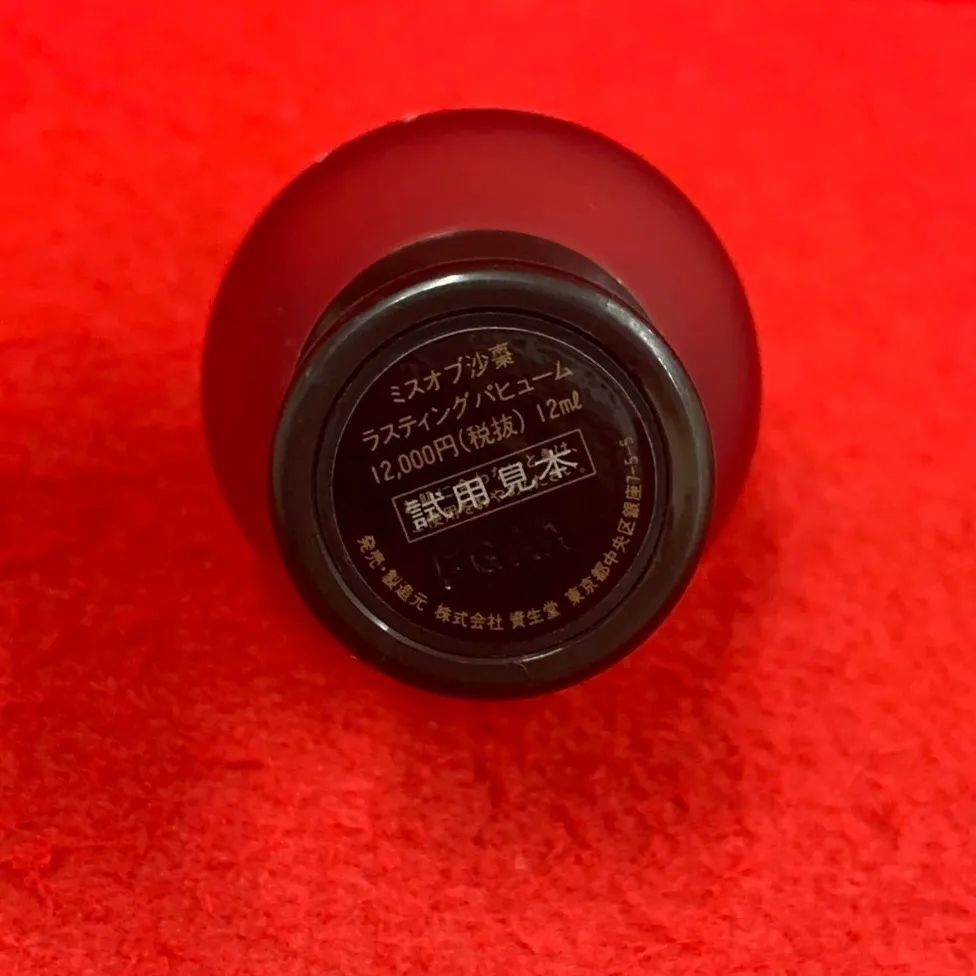 ミスオブ沙棗
ラスティングパヒューム
12,000円(税抜) 12ml
試用見本
発売・製造元 株式会社 資生堂 東京都中央区銀座7-5-5